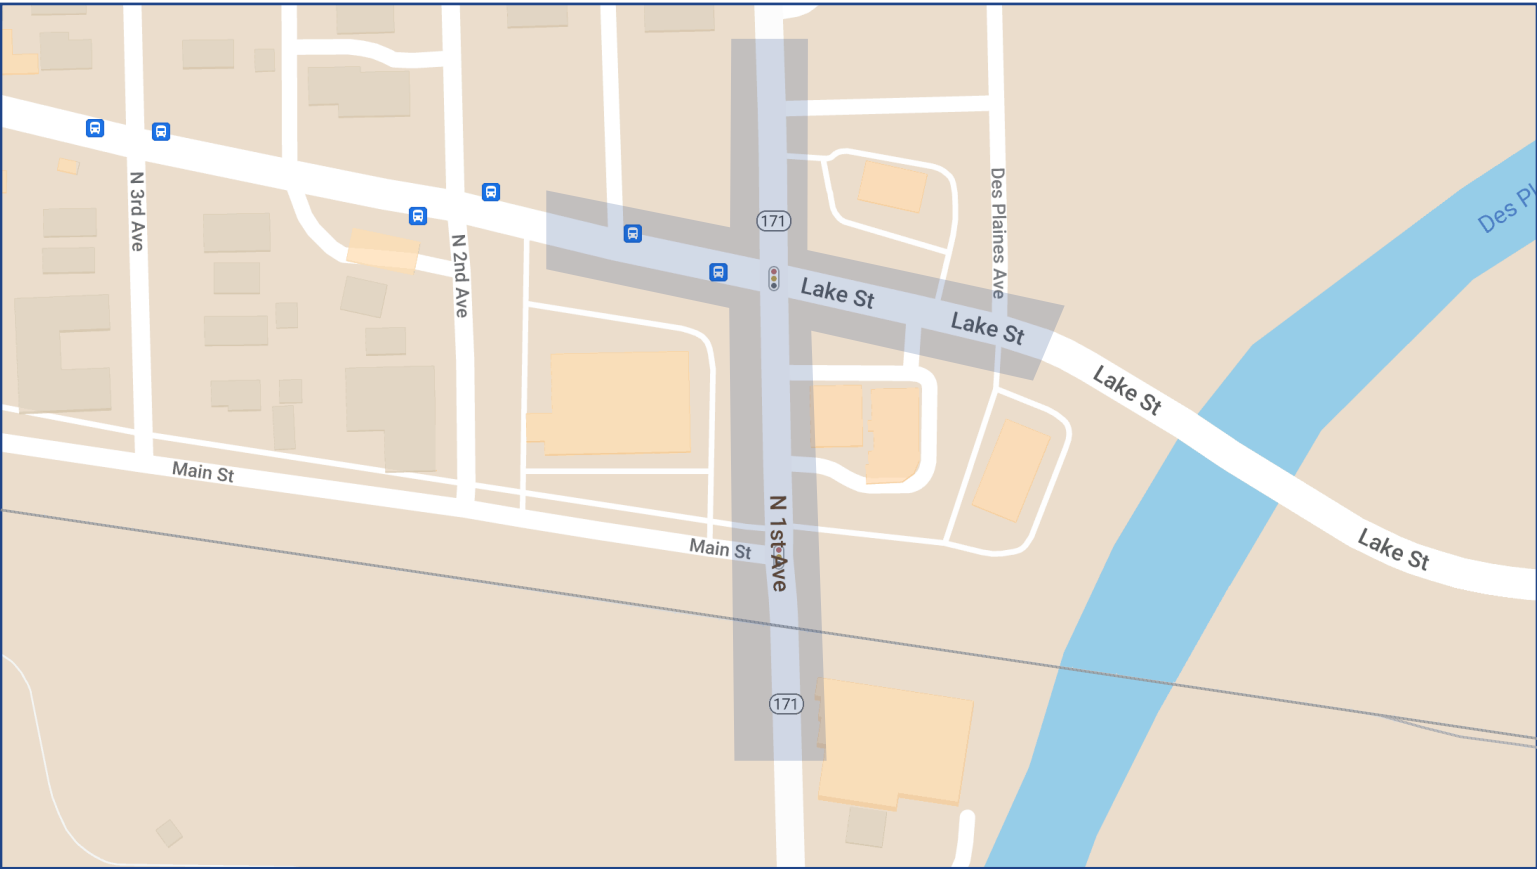 N 3rd Ave
N 2nd Ave
171
Des Plaines Ave
Des Pl
Lake St
Lake St
Lake St
Lake St
Main St
Main St
N 1st Ave
171